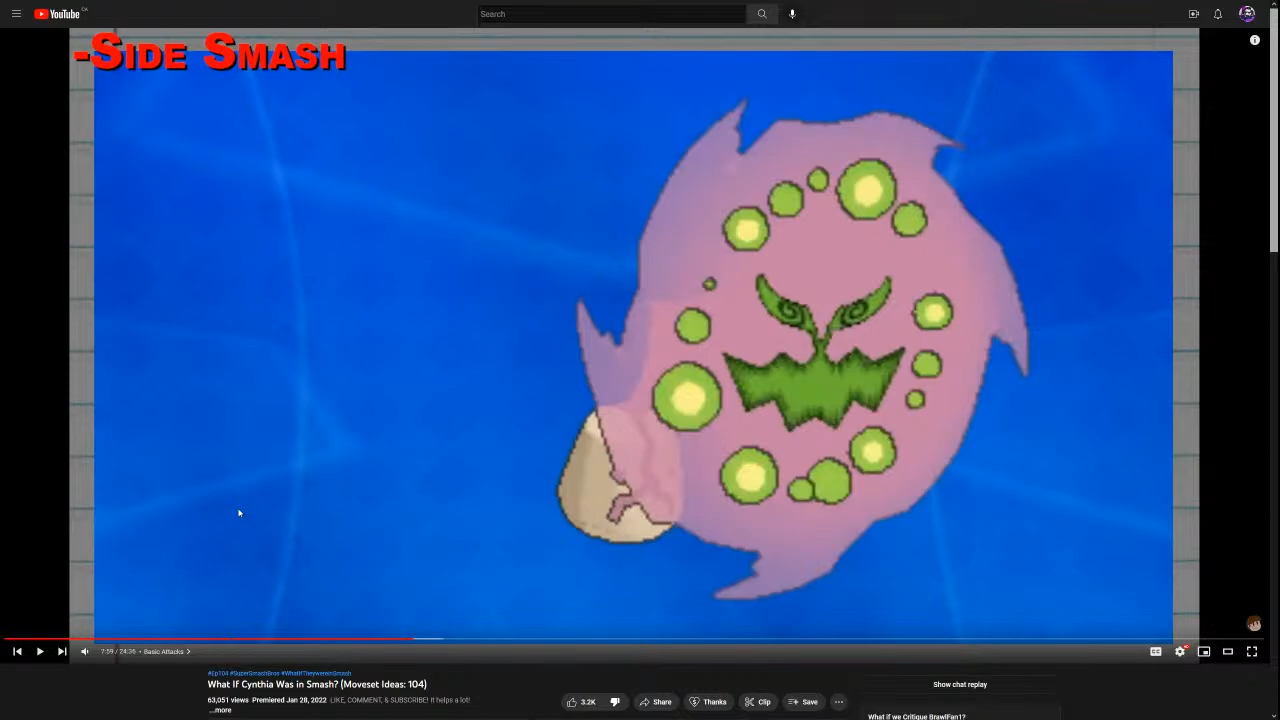 YouTube CA
Search
-Side Smash
7:59 / 24:36 • Basic Attacks
#Ep104 #SuperSmashBros #WhatIfTheywereinSmash
What If Cynthia Was in Smash? (Moveset Ideas: 104)
63,051 views Premiered Jan 28, 2022 LIKE, COMMENT, & SUBSCRIBE! It helps a lot!
...more
3.2K
Share
Thanks
Clip
Save
Show chat replay
What if we Critique BrawlFan1?